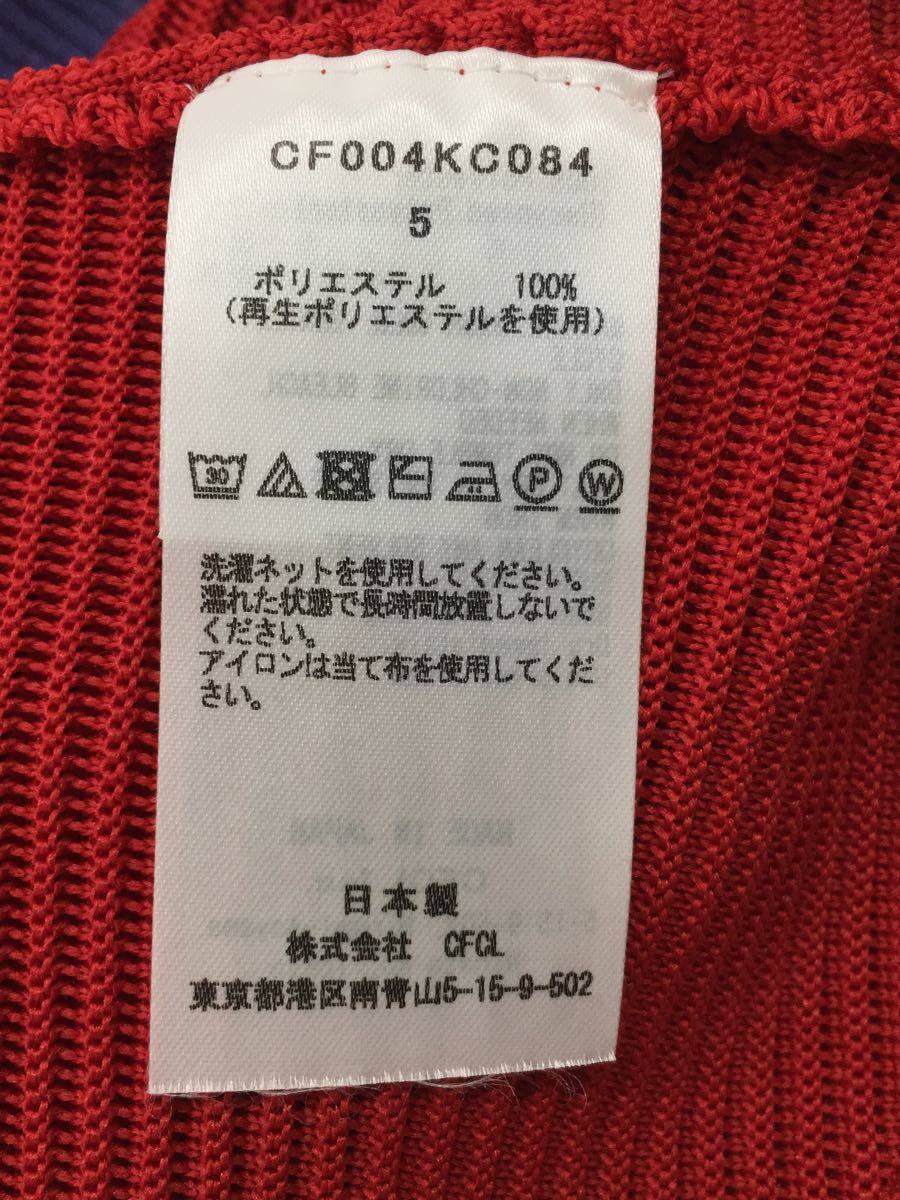 CF004KC084
5
ポリエステル 100%
(再生ポリエステルを使用)
30
P
W
洗濯ネットを使用してください。
濡れた状態で長時間放置しないで
ください。
アイロンは当て布を使用してくだ
さい。
日本製
株式会社 CFCL
東京都港区南青山5-15-9-502